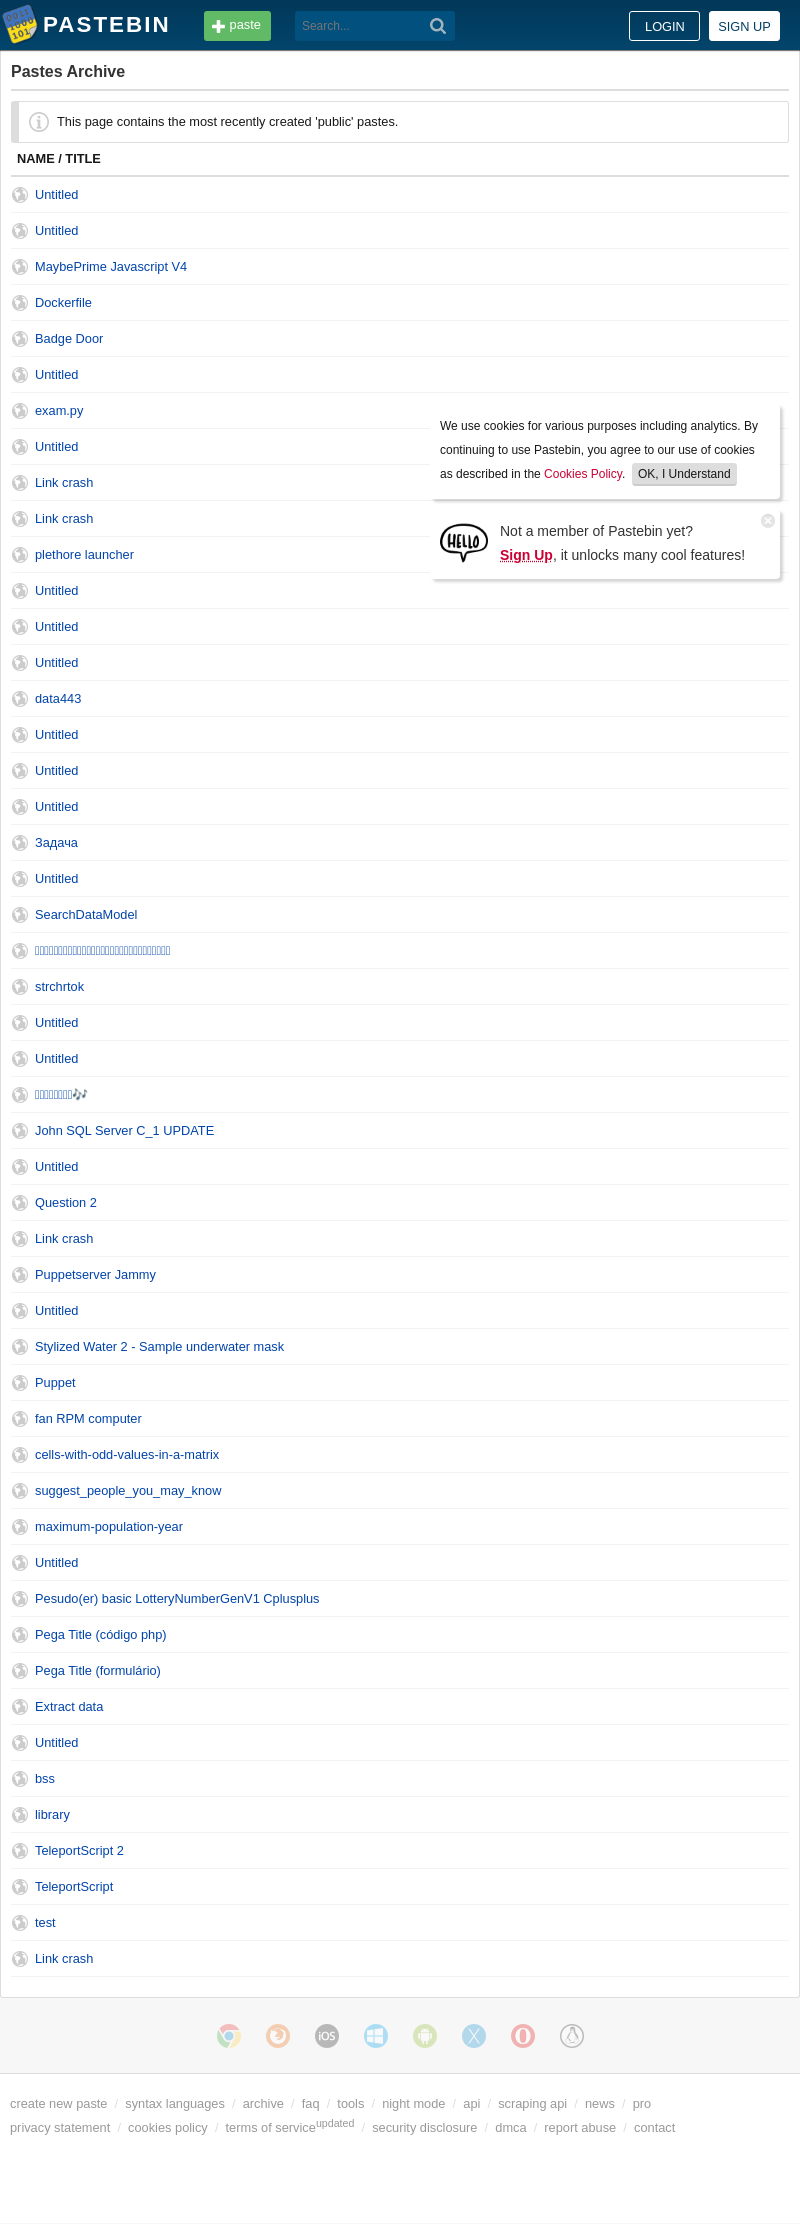 PASTEBIN
paste
Search...
LOGIN
SIGN UP
Pastes Archive
This page contains the most recently created 'public' pastes.
NAME / TITLE
Untitled
Untitled
MaybePrime Javascript V4
Dockerfile
Badge Door
Untitled
exam.py
Untitled
Link crash
Link crash
plethore launcher
Untitled
Untitled
Untitled
data443
Untitled
Untitled
Untitled
Задача
Untitled
SearchDataModel
strchrtok
Untitled
Untitled
🎶
John SQL Server C_1 UPDATE
Untitled
Question 2
Link crash
Puppetserver Jammy
Untitled
Stylized Water 2 - Sample underwater mask
Puppet
fan RPM computer
cells-with-odd-values-in-a-matrix
suggest_people_you_may_know
maximum-population-year
Untitled
Pesudo(er) basic LotteryNumberGenV1 Cplusplus
Pega Title (código php)
Pega Title (formulário)
Extract data
Untitled
bss
library
TeleportScript 2
TeleportScript
test
Link crash
We use cookies for various purposes including analytics. By
continuing to use Pastebin, you agree to our use of cookies
as described in the Cookies Policy. OK, I Understand
HELLO
Not a member of Pastebin yet?
Sign Up, it unlocks many cool features!
iOS
create new paste / syntax languages / archive / faq / tools / night mode / api / scraping api / news / pro
privacy statement / cookies policy / terms of service updated / security disclosure / dmca / report abuse / contact